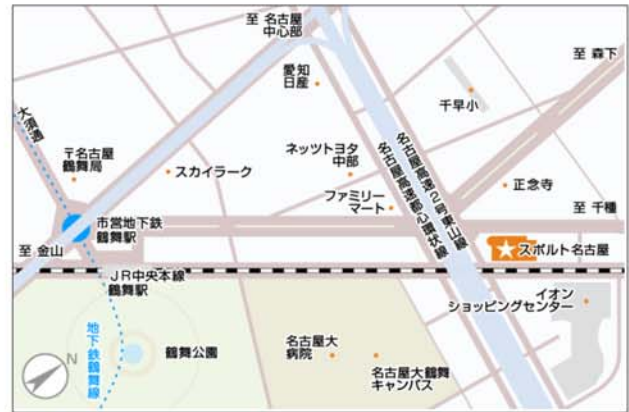 至 名古屋
中心部
愛知
日産
至 森下
千早小
大須通
〒名古屋
鶴舞局
スカイラーク
ネッツトヨタ
中部
名古屋高速2号東山線
名古屋高速都心環状線
正念寺
ファミリー
マート
至 千種
市営地下鉄
鶴舞駅
至 金山
スポルト名古屋
JR中央本線
鶴舞駅
イオン
ショッピングセンター
地下鉄鶴舞線
鶴舞公園
名古屋大
病院
名古屋大鶴舞
キャンパス
N